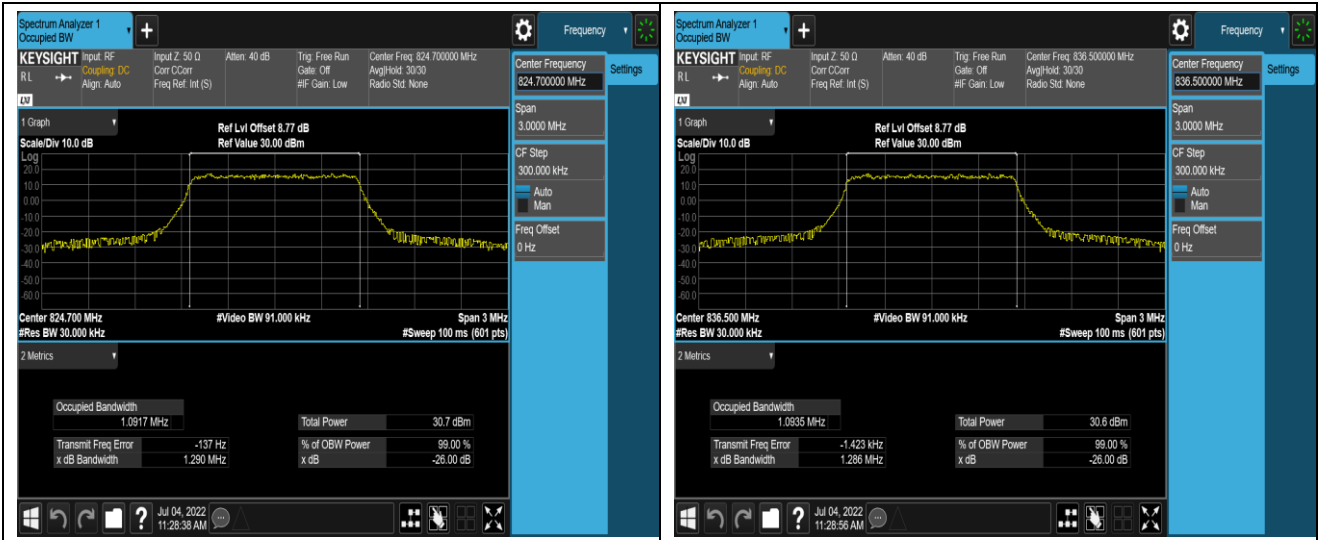 Spectrum Analyzer 1
Occupied BW
+
Frequency
KEYSIGHT Input: RF Input Z: 50 Ω Atten: 40 dB Trig: Free Run Center Freq: 824.700000 MHz
R L Coupling: DC Corr CCorr Gate: Off Avg|Hold: 30/30
Align: Auto Freq Ref: Int (S) #IF Gain: Low Radio Std: None
LXI
Center Frequency
824.700000 MHz
Settings
Span
3.0000 MHz
CF Step
300.000 kHz
Auto
Man
Freq Offset
0 Hz
1 Graph
Ref Lvl Offset 8.77 dB
Scale/Div 10.0 dB Ref Value 30.00 dBm
Log
20.0
10.0
0.00
-10.0
-20.0
-30.0
-40.0
-50.0
-60.0
Center 824.700 MHz #Video BW 91.000 kHz Span 3 MHz
#Res BW 30.000 kHz #Sweep 100 ms (601 pts)
2 Metrics
Occupied Bandwidth
1.0917 MHz Total Power 30.7 dBm
Transmit Freq Error -137 Hz % of OBW Power 99.00 %
x dB Bandwidth 1.290 MHz x dB -26.00 dB
?
Jul 04, 2022
11:28:38 AM
Spectrum Analyzer 1
Occupied BW
+
Frequency
KEYSIGHT Input: RF Input Z: 50 Ω Atten: 40 dB Trig: Free Run Center Freq: 836.500000 MHz
R L Coupling: DC Corr CCorr Gate: Off Avg|Hold: 30/30
Align: Auto Freq Ref: Int (S) #IF Gain: Low Radio Std: None
LXI
Center Frequency
836.500000 MHz
Settings
Span
3.0000 MHz
CF Step
300.000 kHz
Auto
Man
Freq Offset
0 Hz
1 Graph
Ref Lvl Offset 8.77 dB
Scale/Div 10.0 dB Ref Value 30.00 dBm
Log
20.0
10.0
0.00
-10.0
-20.0
-30.0
-40.0
-50.0
-60.0
Center 836.500 MHz #Video BW 91.000 kHz Span 3 MHz
#Res BW 30.000 kHz #Sweep 100 ms (601 pts)
2 Metrics
Occupied Bandwidth
1.0935 MHz Total Power 30.6 dBm
Transmit Freq Error -1.423 kHz % of OBW Power 99.00 %
x dB Bandwidth 1.286 MHz x dB -26.00 dB
?
Jul 04, 2022
11:28:56 AM